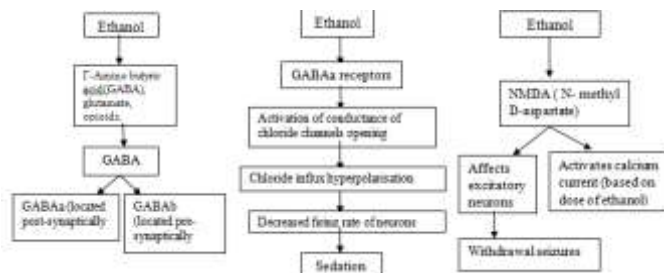 Ethanol
Γ-Amino butyric
acid(GABA),
glutamate,
opioids.
GABA
GABAa (located
post-synaptically
GABAb
(located pre-
synaptically
Ethanol
GABAa receptors
Activation of conductance of
chloride channels opening
Chloride influx hyperpolarisation
Decreased firing rate of neurons
Sedation
Ethanol
NMDA ( N- methyl
D-aspartate)
Affects
excitatory
neurons
Activates calcium
current (based on
dose of ethanol)
Withdrawal seizures